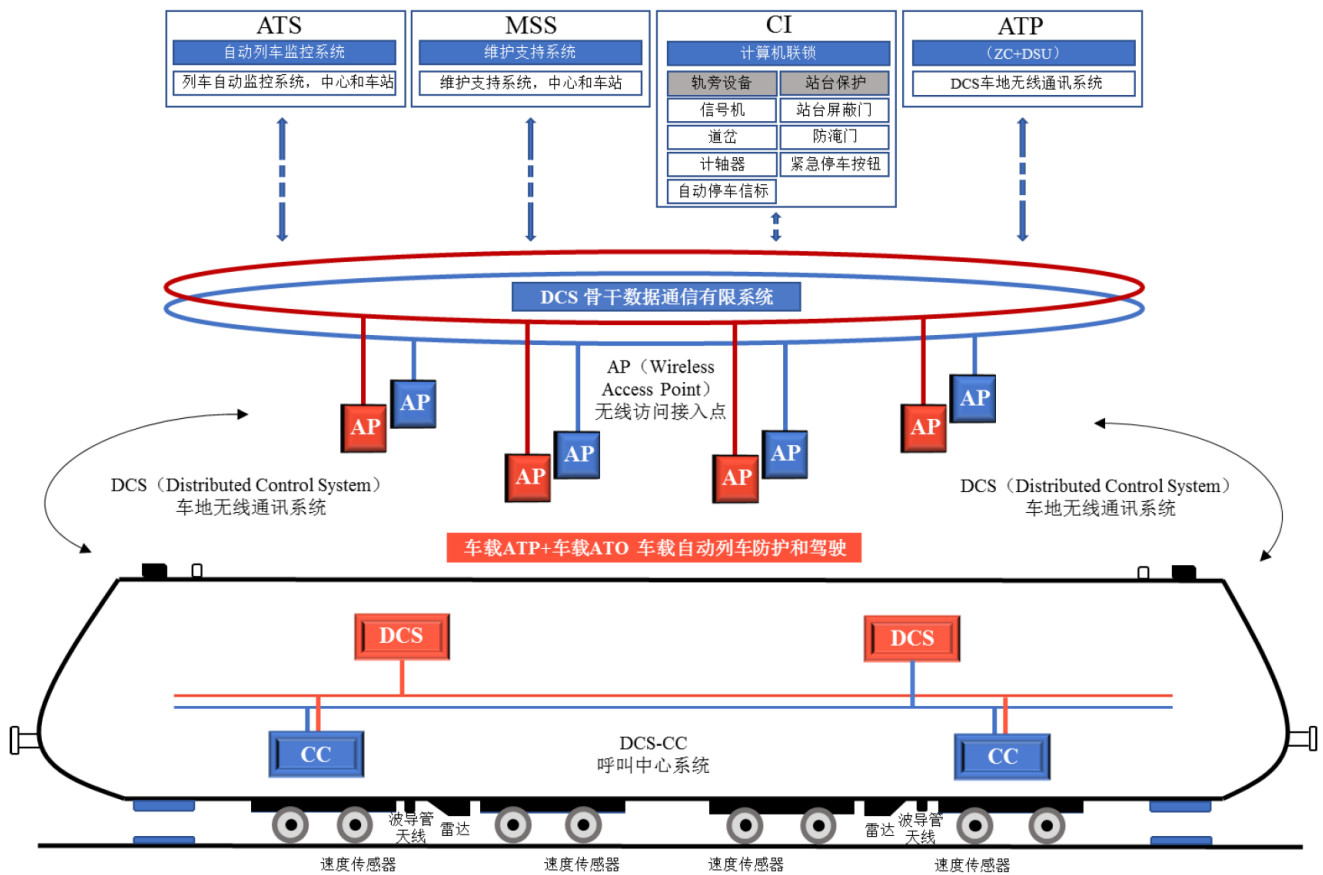 ATS
自动列车监控系统
列车自动监控系统，中心和车站
MSS
维护支持系统
维护支持系统，中心和车站
CI
计算机联锁
轨旁设备
站台保护
信号机
站台屏蔽门
道岔
防淹门
计轴器
紧急停车按钮
自动停车信标
ATP
（ZC+DSU）
DCS车地无线通讯系统
DCS 骨干数据通信有限系统
AP（Wireless
Access Point）
无线访问接入点
AP
AP
AP
AP
AP
AP
AP
AP
DCS（Distributed Control System）
车地无线通讯系统
DCS（Distributed Control System）
车地无线通讯系统
车载ATP+车载ATO 车载自动列车防护和驾驶
DCS
DCS
CC
DCS-CC
呼叫中心系统
CC
波导管
天线
雷达
雷达
波导管
天线
速度传感器
速度传感器
速度传感器
速度传感器